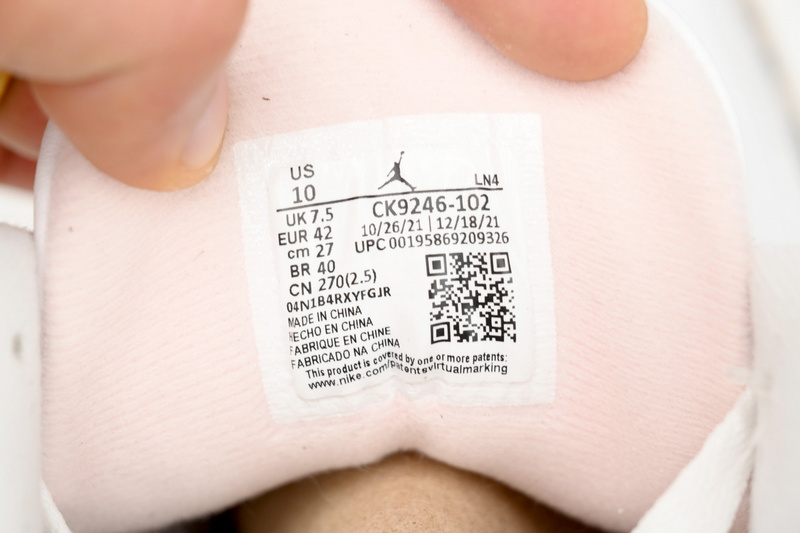 US
10
LN4
UK 7.5
CK9246-102
EUR 42
10/26/21 | 12/18/21
cm 27
UPC 00195869209326
BR 40
CN 270(2.5)
04N1B4RXYFGJR
MADE IN CHINA
HECHO EN CHINA
FABRIQUE EN CHINE
FABRICADO NA CHINA
This product is covered by one or more patents:
www.nike.com/patentsvirtualmarking